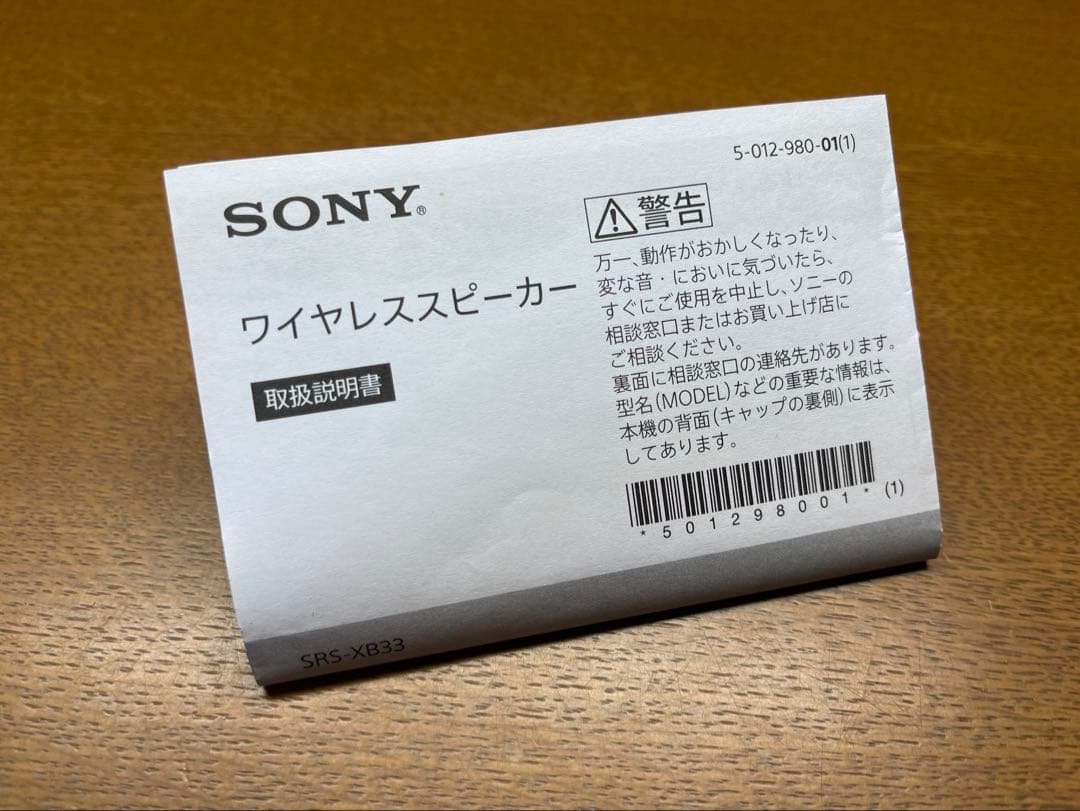 5-012-980-01(1)
SONY®
ワイヤレススピーカー
取扱説明書
警告
万一、動作がおかしくなったり、
変な音・においに気づいたら、
すぐにご使用を中止し、ソニーの
相談窓口またはお買い上げ店に
ご相談ください。
裏面に相談窓口の連絡先があります。
型名(MODEL)などの重要な情報は、
本機の背面(キャップの裏側)に表示
してあります。
*501298001* (1)
SRS-XB33